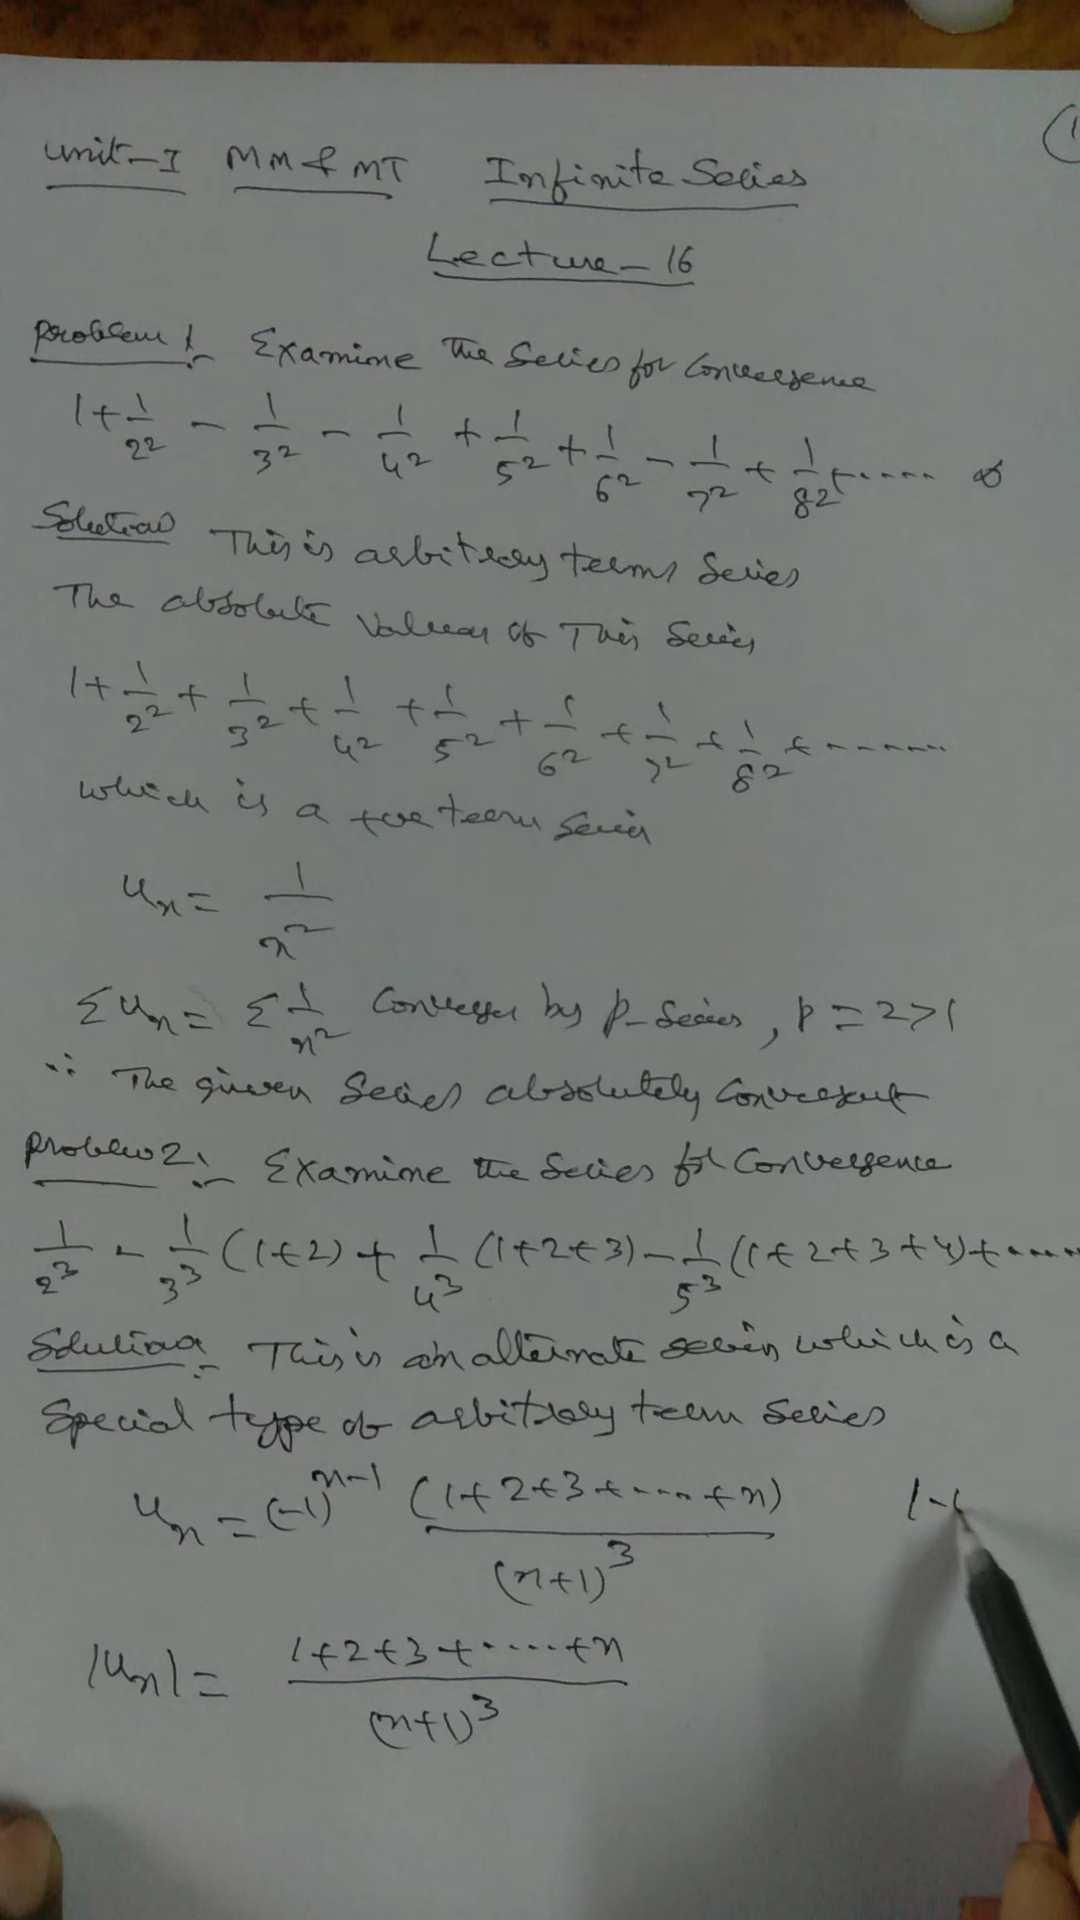 (1
Unit-I MM & MT Infinite Series
Lecture-16
Problem 1:- Examine the Series for Convergence
1 + 1/2² - 1/3² - 1/4² + 1/5² + 1/6² - 1/7² + 1/8² + .....
Solution This is arbitrary terms Series
The absolute Values of This Series
1 + 1/2² + 1/3² + 1/4² + 1/5² + 1/6² + 1/7² + 1/8² + ......
which is a +ve term Series
uₙ = 1/n²
Σuₙ = Σ 1/n² Converges by p-Series, p = 2 > 1
∴ The given Series absolutely Convergent
Problem 2:- Examine the Series for Convergence
1/2³ - 1/3³ (1+2) + 1/4³ (1+2+3) - 1/5³ (1+2+3+4) + .....
Solution:- This is an alternate series which is a
Special type of arbitrary term Series
uₙ = (-1)ⁿ⁻¹ (1+2+3+....+n)/(n+1)³
|-1
|uₙ| = 1+2+3+.....+n/(n+1)³